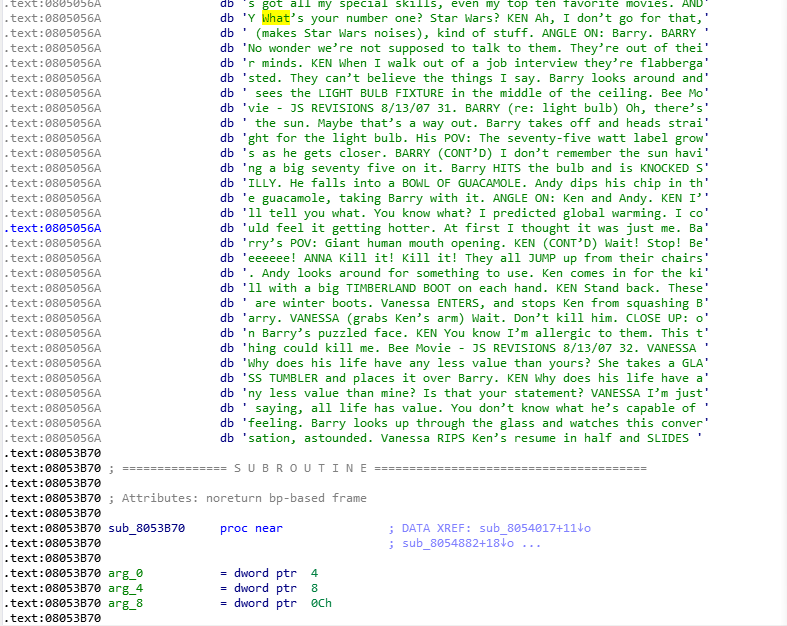 .text:0805056A db 's got all my special skills, even my top ten favorite movies. AND'
.text:0805056A db 'Y What’s your number one? Star Wars? KEN Ah, I don’t go for that,'
.text:0805056A db ' (makes Star Wars noises), kind of stuff. ANGLE ON: Barry. BARRY '
.text:0805056A db 'No wonder we’re not supposed to talk to them. They’re out of thei'
.text:0805056A db 'r minds. KEN When I walk out of a job interview they’re flabberga'
.text:0805056A db 'sted. They can’t believe the things I say. Barry looks around and'
.text:0805056A db ' sees the LIGHT BULB FIXTURE in the middle of the ceiling. Bee Mo'
.text:0805056A db 'vie - JS REVISIONS 8/13/07 31. BARRY (re: light bulb) Oh, there’s'
.text:0805056A db ' the sun. Maybe that’s a way out. Barry takes off and heads strai'
.text:0805056A db 'ght for the light bulb. His POV: The seventy-five watt label grow'
.text:0805056A db 's as he gets closer. BARRY (CONT’D) I don’t remember the sun havi'
.text:0805056A db 'ng a big seventy five on it. Barry HITS the bulb and is KNOCKED S'
.text:0805056A db 'ILLY. He falls into a BOWL OF GUACAMOLE. Andy dips his chip in th'
.text:0805056A db 'e guacamole, taking Barry with it. ANGLE ON: Ken and Andy. KEN I’'
.text:0805056A db 'll tell you what. You know what? I predicted global warming. I co'
.text:0805056A db 'uld feel it getting hotter. At first I thought it was just me. Ba'
.text:0805056A db 'rry’s POV: Giant human mouth opening. KEN (CONT’D) Wait! Stop! Be'
.text:0805056A db 'eeeeee! ANNA Kill it! Kill it! They all JUMP up from their chairs'
.text:0805056A db '. Andy looks around for something to use. Ken comes in for the ki'
.text:0805056A db 'll with a big TIMBERLAND BOOT on each hand. KEN Stand back. These'
.text:0805056A db ' are winter boots. Vanessa ENTERS, and stops Ken from squashing B'
.text:0805056A db 'arry. VANESSA (grabs Ken’s arm) Wait. Don’t kill him. CLOSE UP: o'
.text:0805056A db 'n Barry’s puzzled face. KEN You know I’m allergic to them. This t'
.text:0805056A db 'hing could kill me. Bee Movie - JS REVISIONS 8/13/07 32. VANESSA '
.text:0805056A db 'Why does his life have any less value than yours? She takes a GLA'
.text:0805056A db 'SS TUMBLER and places it over Barry. KEN Why does his life have a'
.text:0805056A db 'ny less value than mine? Is that your statement? VANESSA I’m just'
.text:0805056A db ' saying, all life has value. You don’t know what he’s capable of '
.text:0805056A db 'feeling. Barry looks up through the glass and watches this conver'
.text:0805056A db 'sation, astounded. Vanessa RIPS Ken’s resume in half and SLIDES '
.text:08053B70
.text:08053B70 ; =============== S U B R O U T I N E =======================================
.text:08053B70
.text:08053B70 ; Attributes: noreturn bp-based frame
.text:08053B70
.text:08053B70 sub_8053B70 proc near ; DATA XREF: sub_8054017+11↓o
.text:08053B70 ; sub_8054882+18↓o ...
.text:08053B70
.text:08053B70 arg_0 = dword ptr 4
.text:08053B70 arg_4 = dword ptr 8
.text:08053B70 arg_8 = dword ptr 0Ch
.text:08053B70